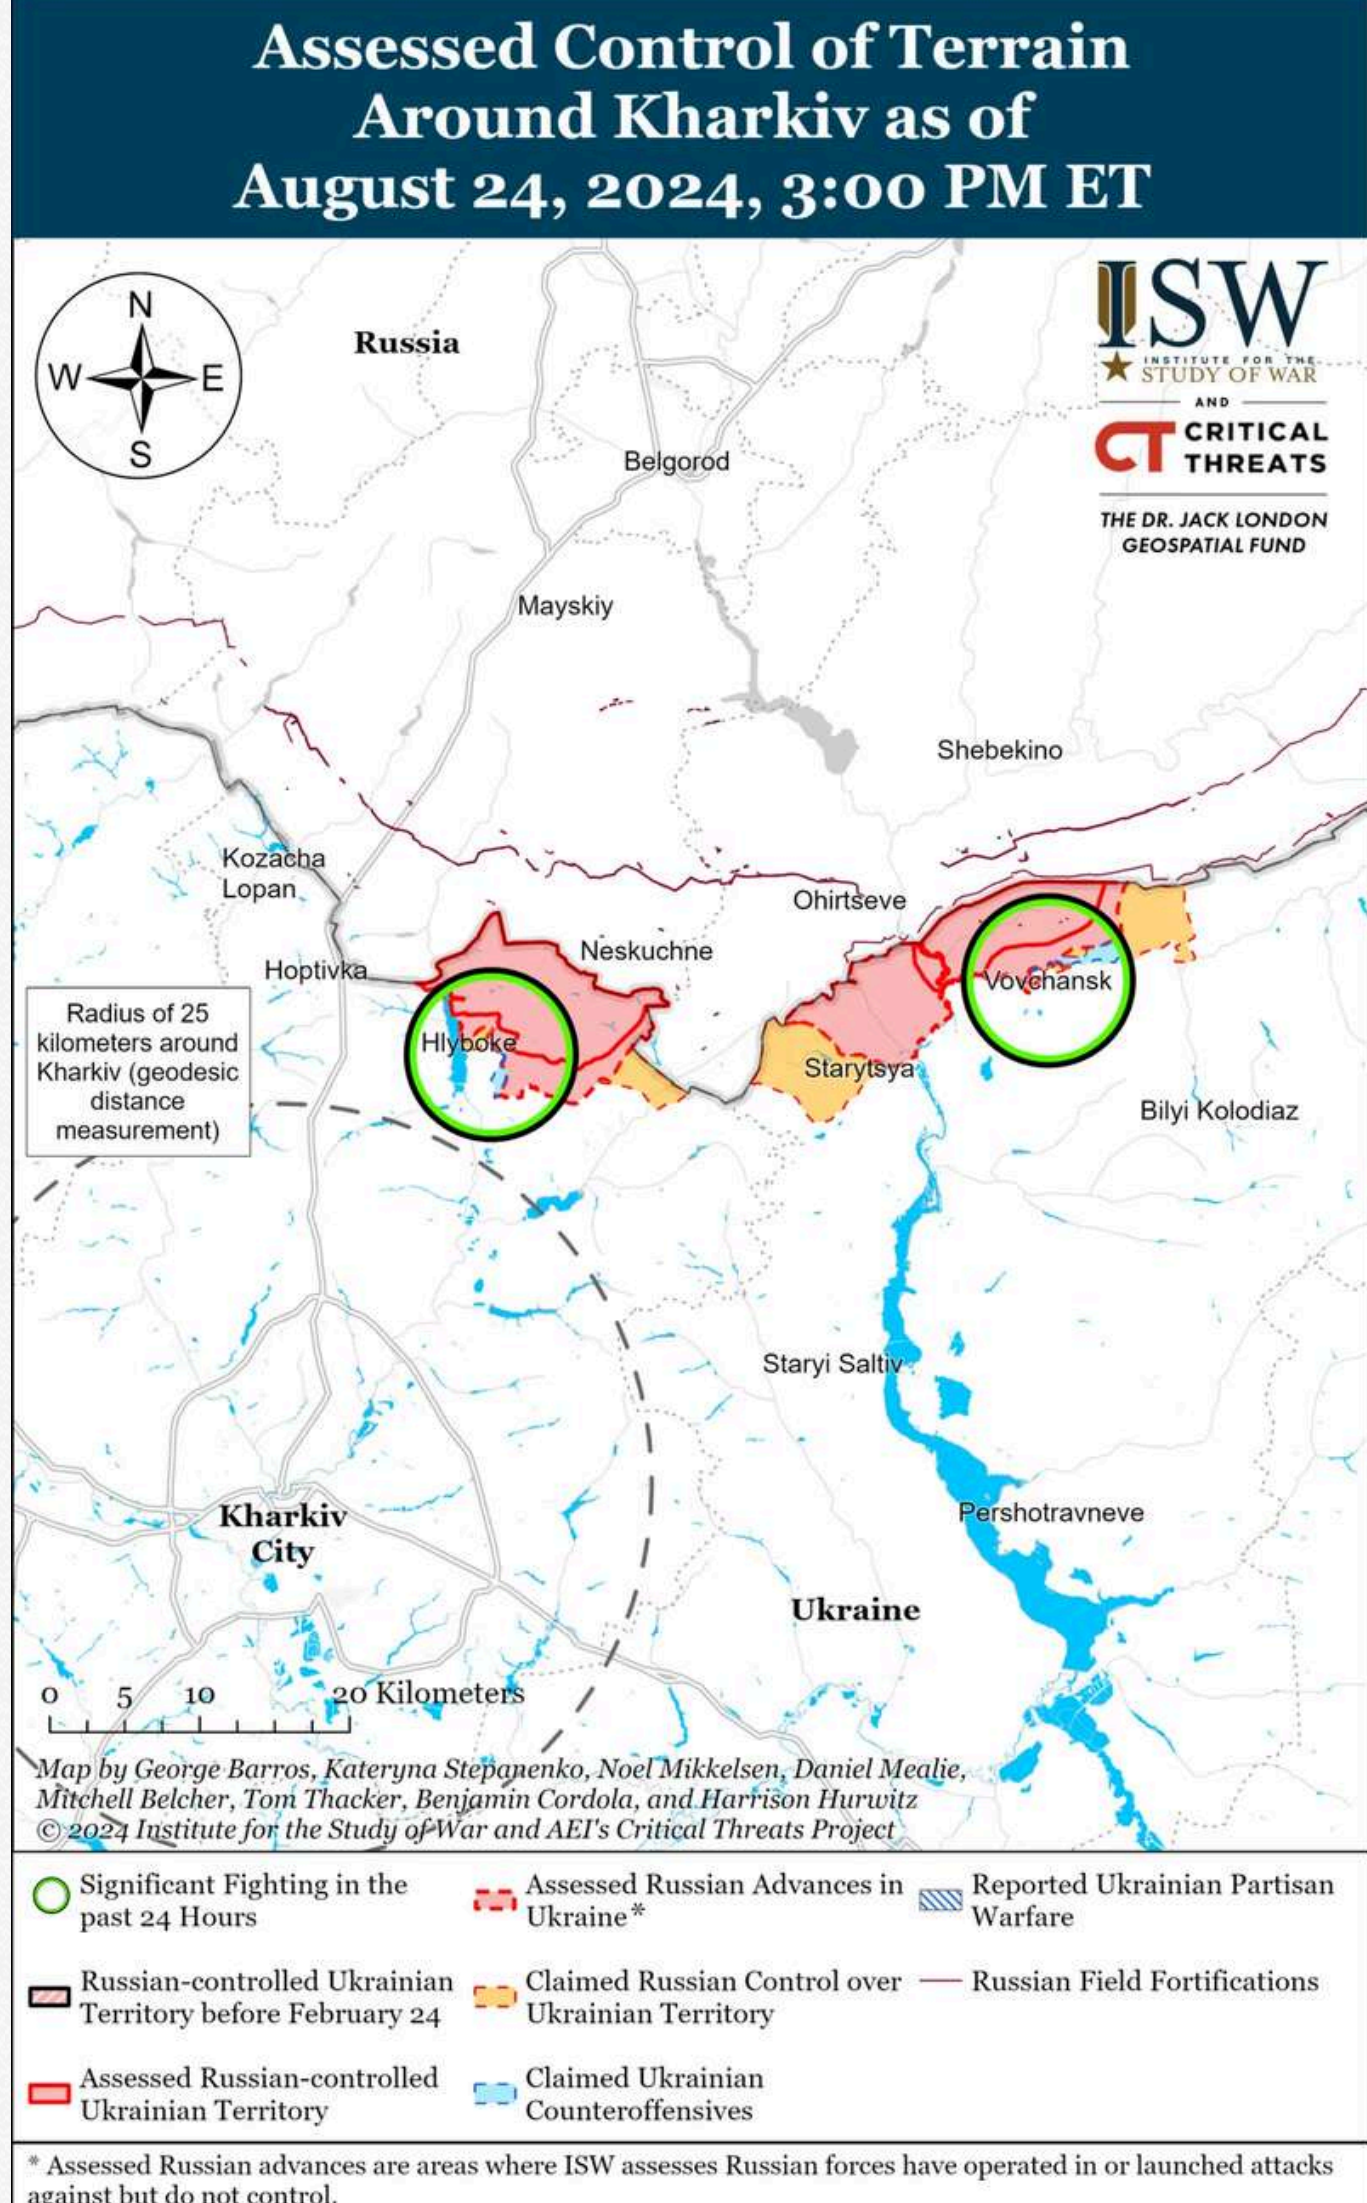 Assessed Control of Terrain
Around Kharkiv as of
August 24, 2024, 3:00 PM ET
N
W E
S
Russia
ISW
INSTITUTE FOR THE
STUDY OF WAR
AND
CT CRITICAL
THREATS
THE DR. JACK LONDON
GEOSPATIAL FUND
Belgorod
Mayskiy
Shebekino
Kozacha
Lopan
Ohirtseve
Neskuchne
Hoptivka
Vovchansk
Radius of 25
kilometers around
Kharkiv (geodesic
distance
measurement)
Hlyboke
Starytsya
Bilyi Kolodiaz
Staryi Saltiv
Kharkiv
City
Pershotravneve
Ukraine
0 5 10 20 Kilometers
Map by George Barros, Kateryna Stepanenko, Noel Mikkelsen, Daniel Mealie,
Mitchell Belcher, Tom Thacker, Benjamin Cordola, and Harrison Hurwitz
© 2024 Institute for the Study of War and AEI's Critical Threats Project
Significant Fighting in the
past 24 Hours
Russian-controlled Ukrainian
Territory before February 24
Assessed Russian-controlled
Ukrainian Territory
Assessed Russian Advances in
Ukraine*
Claimed Russian Control over
Ukrainian Territory
Claimed Ukrainian
Counteroffensives
Reported Ukrainian Partisan
Warfare
Russian Field Fortifications
* Assessed Russian advances are areas where ISW assesses Russian forces have operated in or launched attacks
against but do not control.